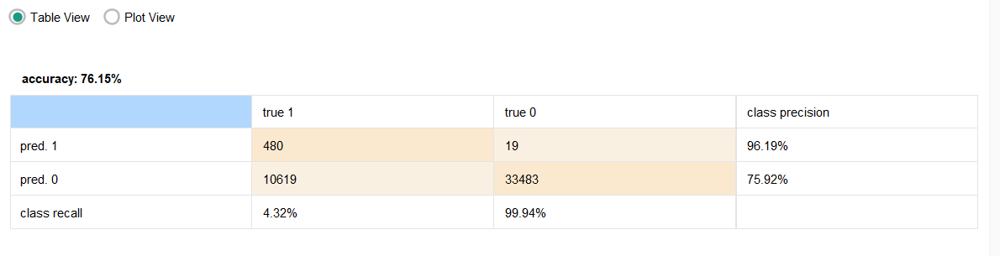 Table View Plot View
accuracy: 76.15%
true 1 true 0 class precision
pred. 1 480 19 96.19%
pred. 0 10619 33483 75.92%
class recall 4.32% 99.94%